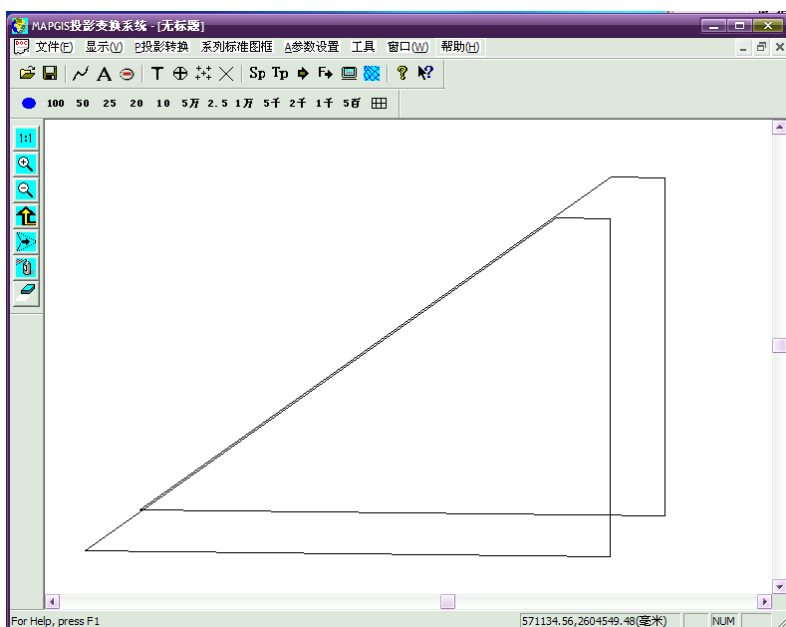 MAPGIS投影变换系统 - [无标题]
文件(F) 显示(V) P投影转换 系列标准图框 A参数设置 工具 窗口(W) 帮助(H)
T Sp Tp F
100 50 25 20 10 5万 2.5 1万 5千 2千 1千 5百
1:1
For Help, press F1 571134.56,2604549.48(毫米) NUM